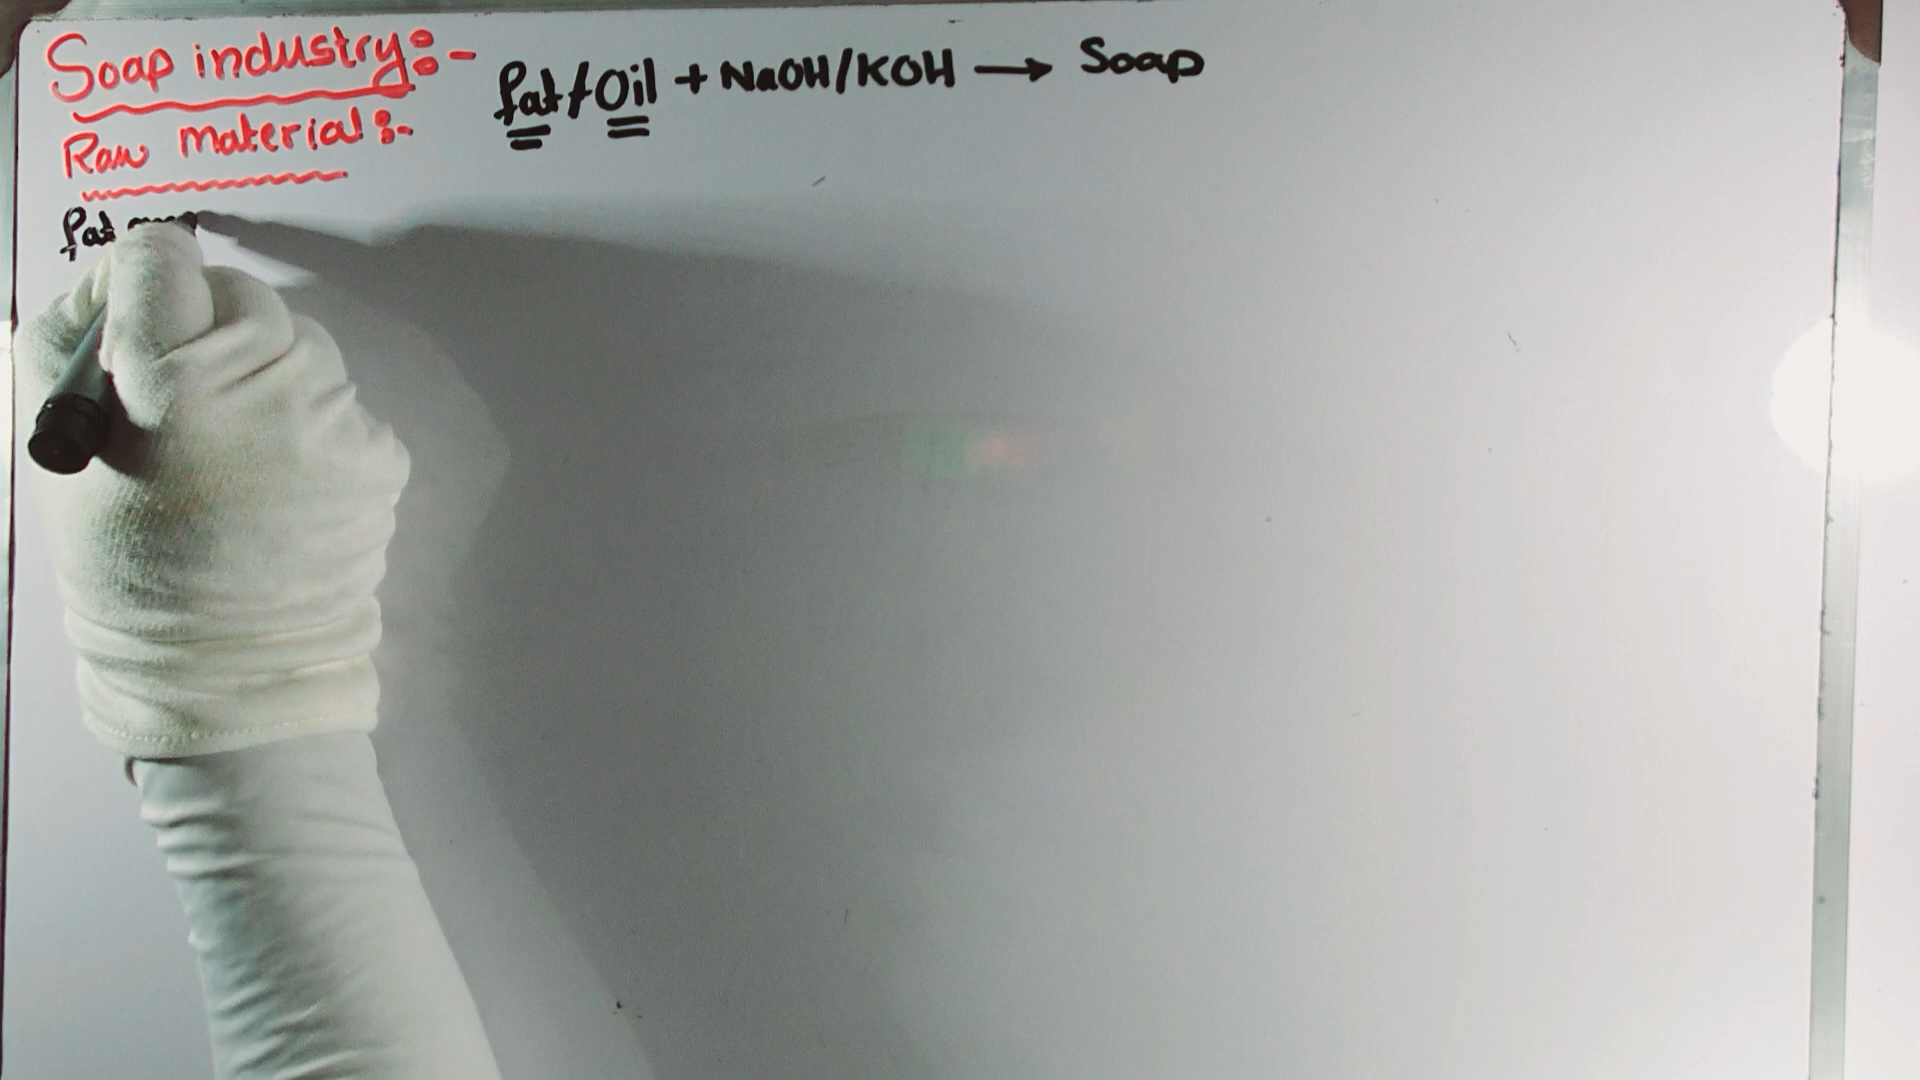 Soap industry:-
fat/Oil + NaOH/KOH → Soap
Raw material:-
fat